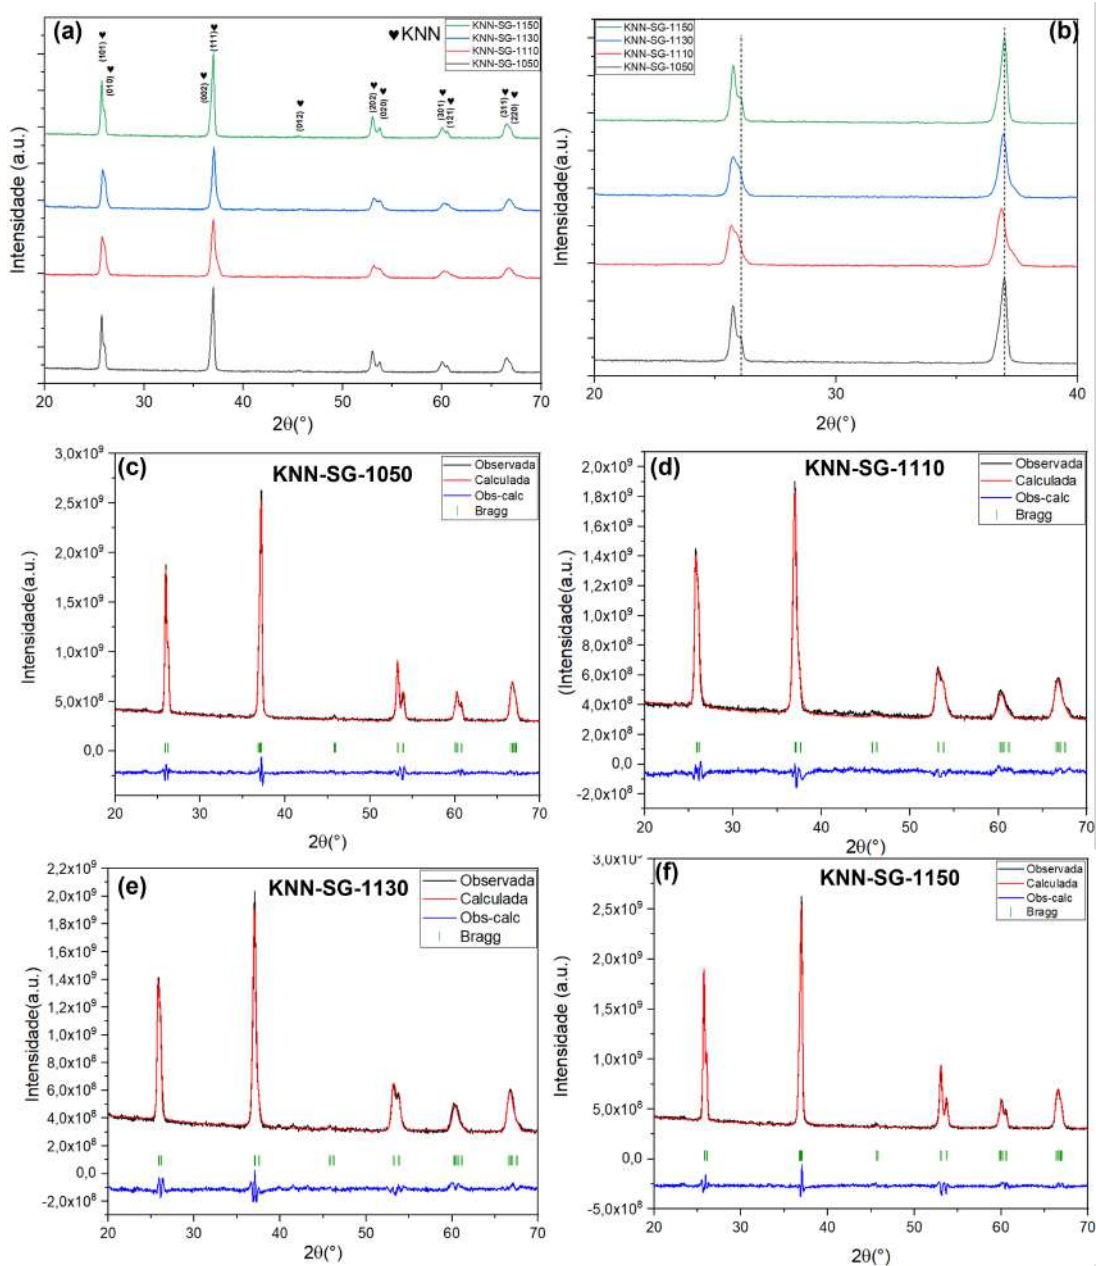 (a)
♥KNN
KNN-SG-1150
KNN-SG-1130
KNN-SG-1110
KNN-SG-1050
(101) ♥
(010) ♥
(002) ♥
(111) ♥
(012) ♥
(202) ♥
(020) ♥
(301) ♥
(121) ♥
(311) ♥
(220) ♥
Intensidade (a.u.)
20 30 40 50 60 70
2θ(°)
(b)
KNN-SG-1150
KNN-SG-1130
KNN-SG-1110
KNN-SG-1050
Intensidade(a.u.)
20 30 40
2θ(°)
(c)
KNN-SG-1050
Observada
Calculada
Obs-calc
Bragg
Intensidade(a.u.)
3,0x10⁹
2,5x10⁹
2,0x10⁹
1,5x10⁹
1,0x10⁹
5,0x10⁸
0,0
20 30 40 50 60 70
2θ(°)
(d)
KNN-SG-1110
Observada
Calculada
Obs-calc
Bragg
(Intensidade(a.u.)
2,0x10⁹
1,8x10⁹
1,6x10⁹
1,4x10⁹
1,2x10⁹
1,0x10⁹
8,0x10⁸
6,0x10⁸
4,0x10⁸
2,0x10⁸
0,0
-2,0x10⁸
20 30 40 50 60 70
2θ(°)
(e)
KNN-SG-1130
Observada
Calculada
Obs-calc
Bragg
Intensidade(a.u.)
2,2x10⁹
2,0x10⁹
1,8x10⁹
1,6x10⁹
1,4x10⁹
1,2x10⁹
1,0x10⁹
8,0x10⁸
6,0x10⁸
4,0x10⁸
2,0x10⁸
0,0
-2,0x10⁸
20 30 40 50 60 70
2θ(°)
(f)
KNN-SG-1150
Observada
Calculada
Obs-calc
Bragg
Intensidade (a.u.)
3,0x10⁹
2,5x10⁹
2,0x10⁹
1,5x10⁹
1,0x10⁹
5,0x10⁸
0,0
-5,0x10⁸
20 30 40 50 60 70
2θ(°)